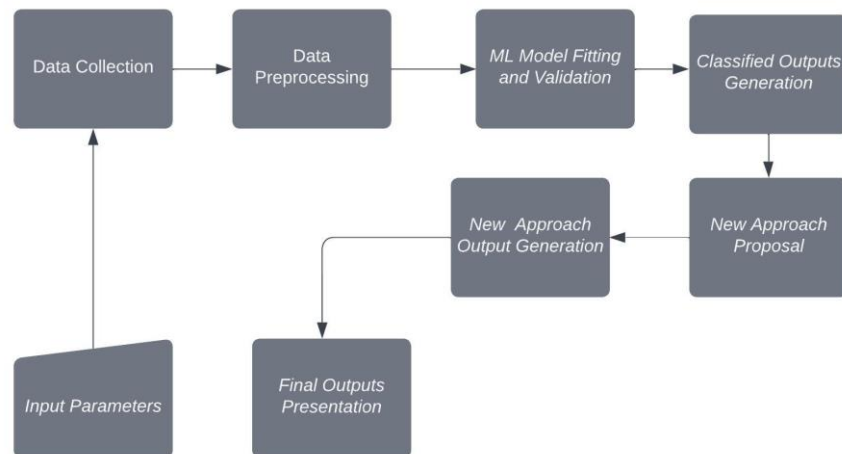 Data Collection
Data
Preprocessing
ML Model Fitting
and Validation
Classified Outputs
Generation
New Approach
Output Generation
New Approach
Proposal
Input Parameters
Final Outputs
Presentation